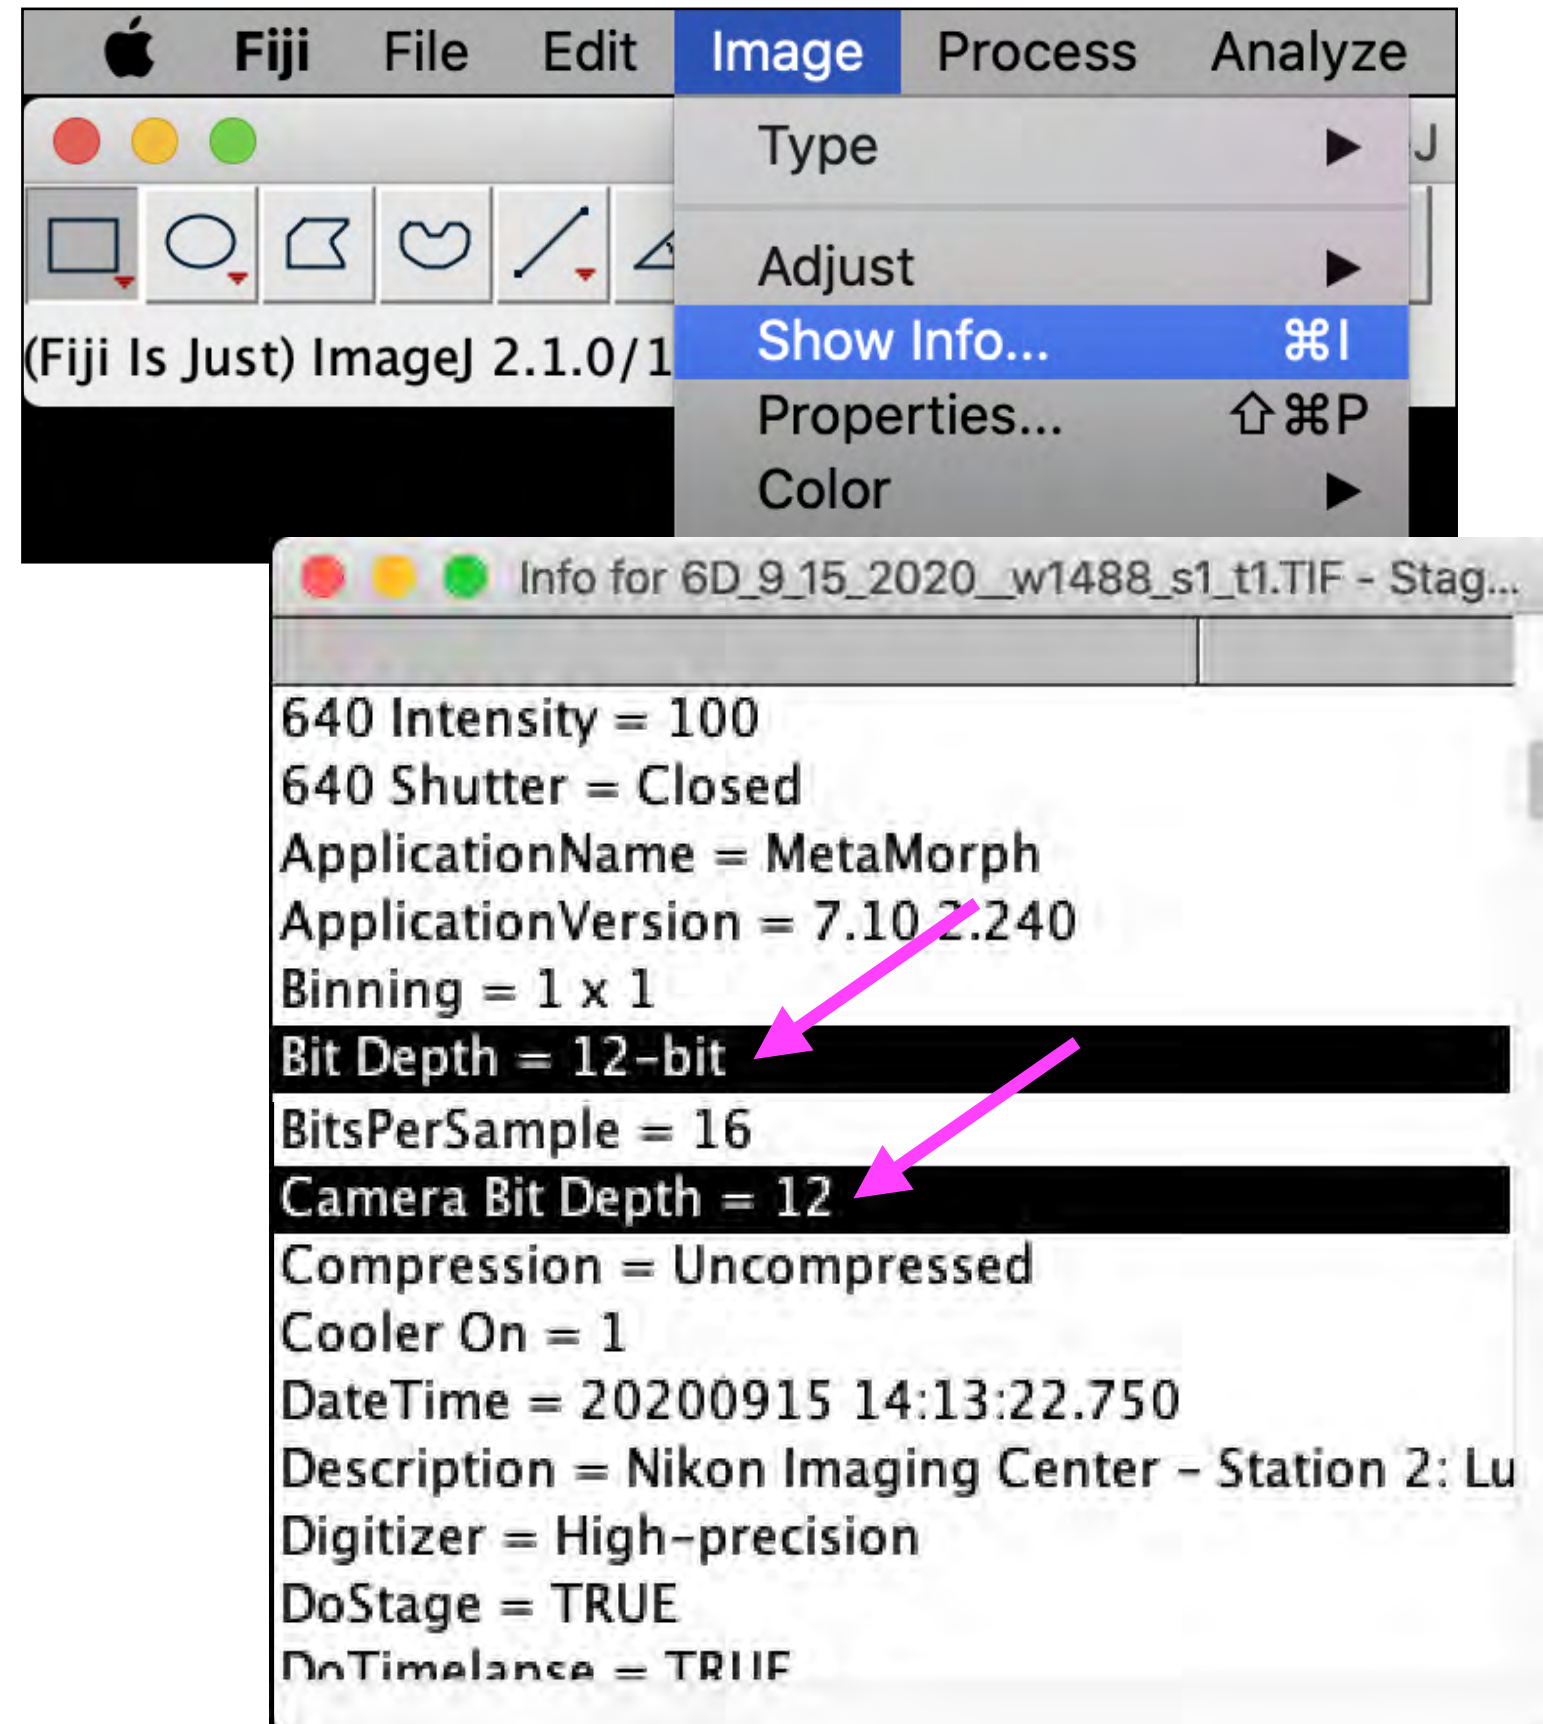 Fiji File Edit Image Process Analyze
J
Type
Adjust
(Fiji Is Just) ImageJ 2.1.0/1
Show Info... ⌘I
Properties... ⇧⌘P
Color
Info for 6D_9_15_2020__w1488_s1_t1.TIF - Stag...
640 Intensity = 100
640 Shutter = Closed
ApplicationName = MetaMorph
ApplicationVersion = 7.10.2.240
Binning = 1 x 1
Bit Depth = 12-bit
BitsPerSample = 16
Camera Bit Depth = 12
Compression = Uncompressed
Cooler On = 1
DateTime = 20200915 14:13:22.750
Description = Nikon Imaging Center - Station 2: Lu
Digitizer = High-precision
DoStage = TRUE
DoTimelapse = TRUE